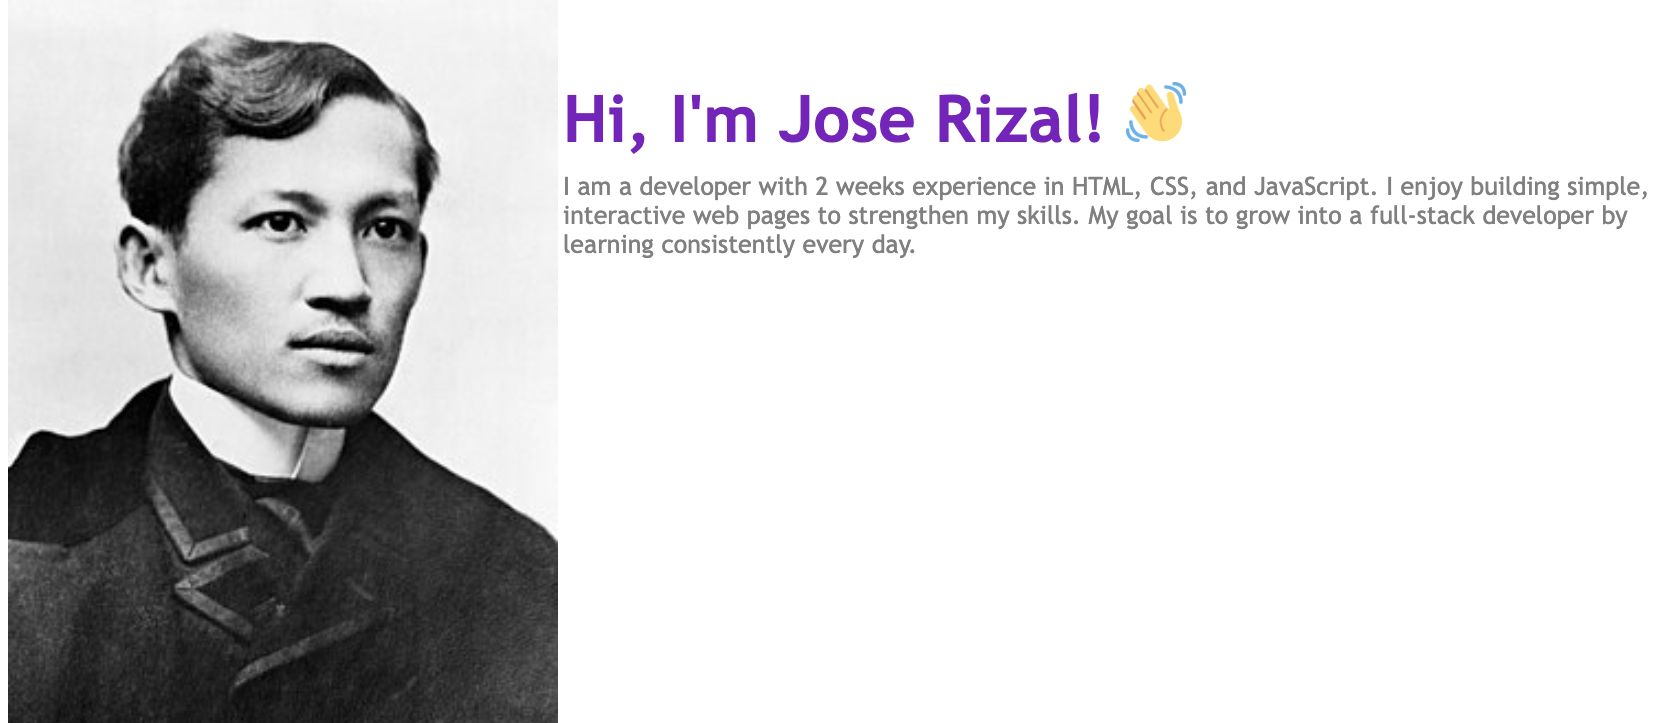 Hi, I'm Jose Rizal! 👋
I am a developer with 2 weeks experience in HTML, CSS, and JavaScript. I enjoy building simple,
interactive web pages to strengthen my skills. My goal is to grow into a full-stack developer by
learning consistently every day.